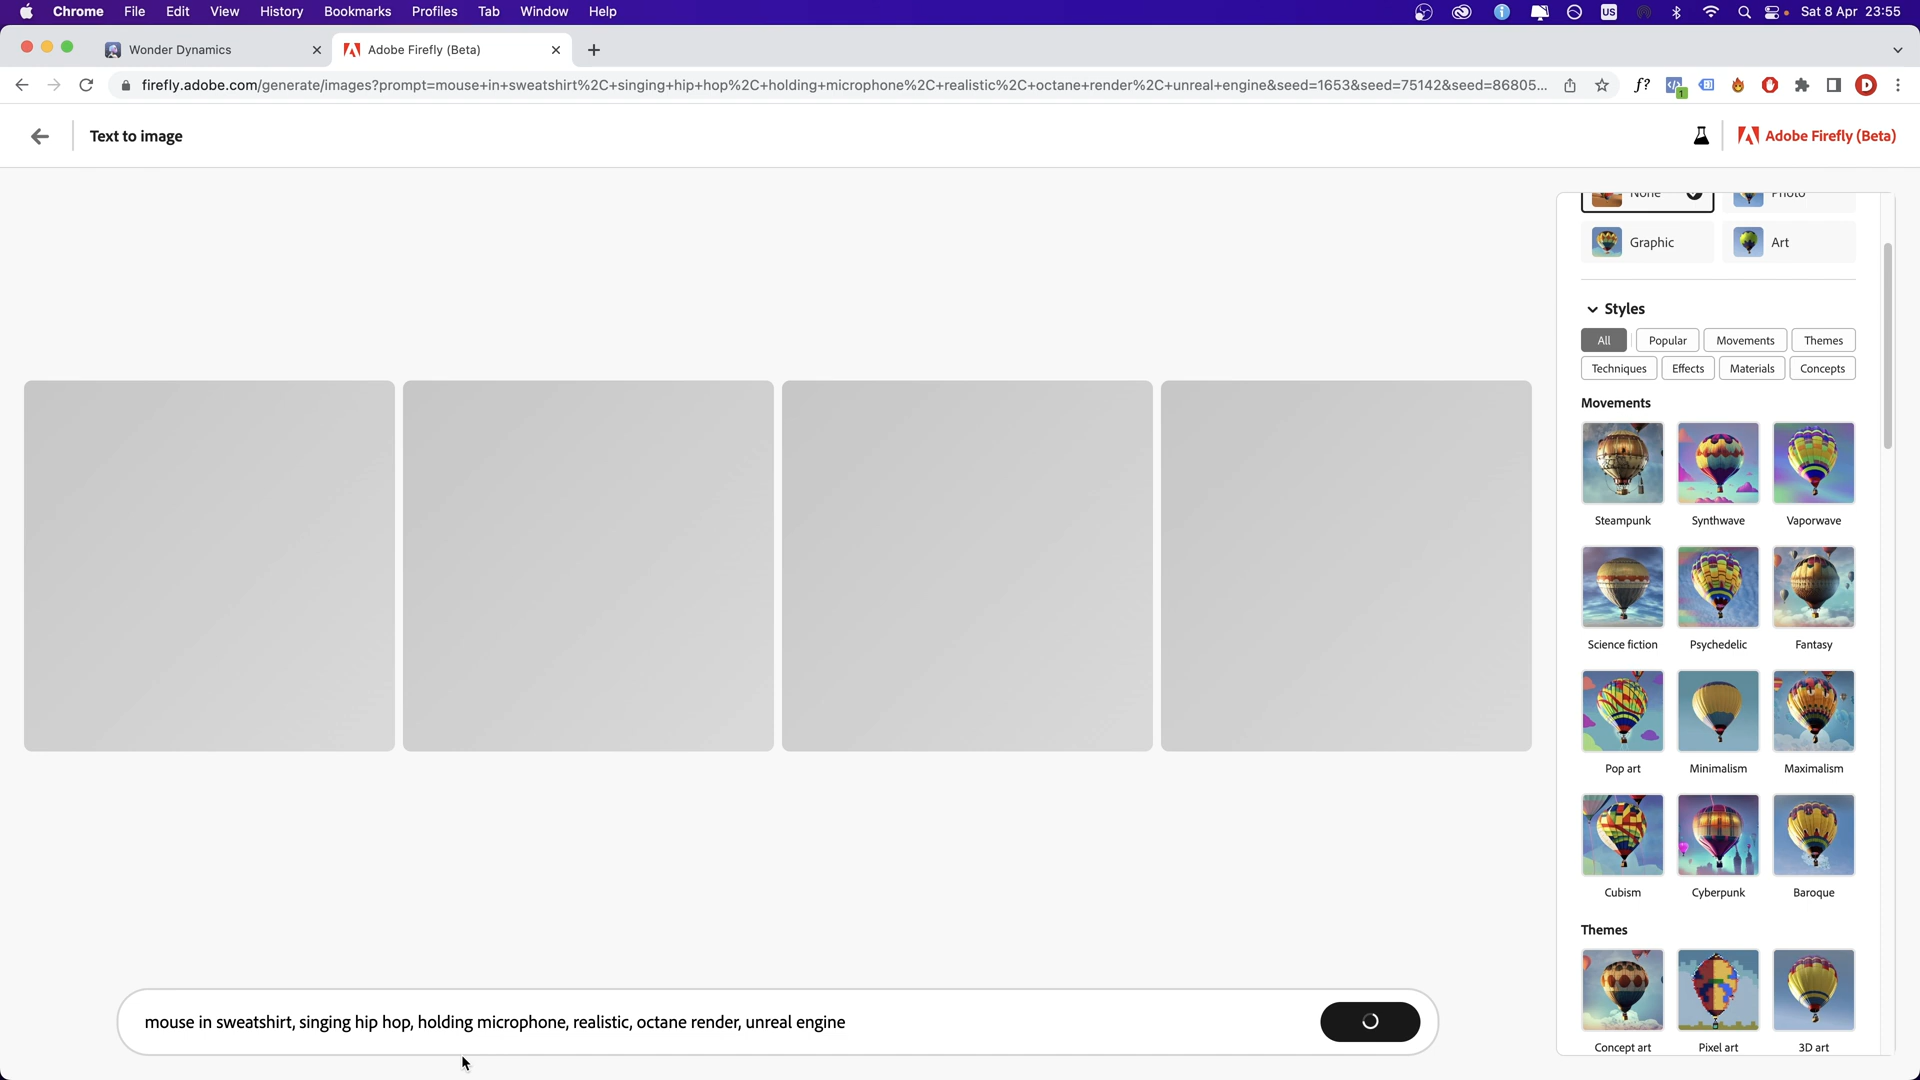 Chrome File Edit View History Bookmarks Profiles Tab Window Help US Sat 8 Apr 23:55
Wonder Dynamics Adobe Firefly (Beta)
firefly.adobe.com/generate/images?prompt=mouse+in+sweatshirt%2C+singing+hip+hop%2C+holding+microphone%2C+realistic%2C+octane+render%2C+unreal+engine&seed=1653&seed=75142&seed=86805... f? 1 D
Text to image Adobe Firefly (Beta)
None Photo
Graphic Art
Styles
All Popular Movements Themes
Techniques Effects Materials Concepts
Movements
Steampunk Synthwave Vaporwave
Science fiction Psychedelic Fantasy
Pop art Minimalism Maximalism
Cubism Cyberpunk Baroque
Themes
Concept art Pixel art 3D art
mouse in sweatshirt, singing hip hop, holding microphone, realistic, octane render, unreal engine